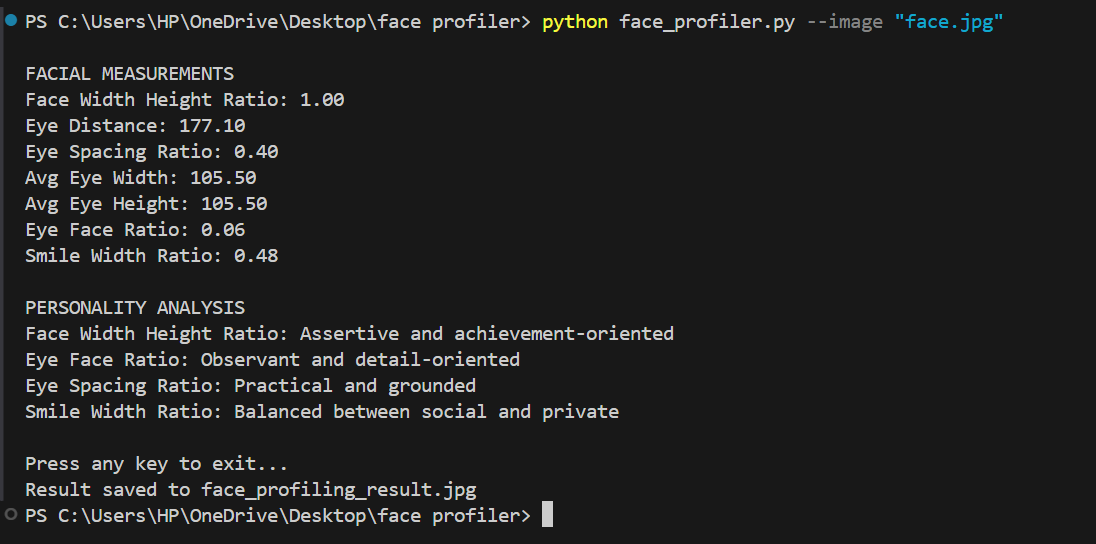 PS C:\Users\HP\OneDrive\Desktop\face profiler> python face_profiler.py --image "face.jpg"
FACIAL MEASUREMENTS
Face Width Height Ratio: 1.00
Eye Distance: 177.10
Eye Spacing Ratio: 0.40
Avg Eye Width: 105.50
Avg Eye Height: 105.50
Eye Face Ratio: 0.06
Smile Width Ratio: 0.48
PERSONALITY ANALYSIS
Face Width Height Ratio: Assertive and achievement-oriented
Eye Face Ratio: Observant and detail-oriented
Eye Spacing Ratio: Practical and grounded
Smile Width Ratio: Balanced between social and private
Press any key to exit...
Result saved to face_profiling_result.jpg
PS C:\Users\HP\OneDrive\Desktop\face profiler>